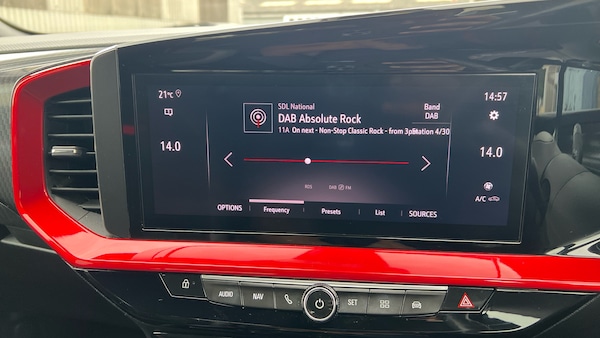 21°C
SDL National
DAB Absolute Rock
11A On next - Non-Stop Classic Rock - from 3pm
Band
DAB
Station 4/30
14:57
14.0
14.0
RDS
DAB FM
A/C
OPTIONS
Frequency
Presets
List
SOURCES
AUDIO
NAV
SET